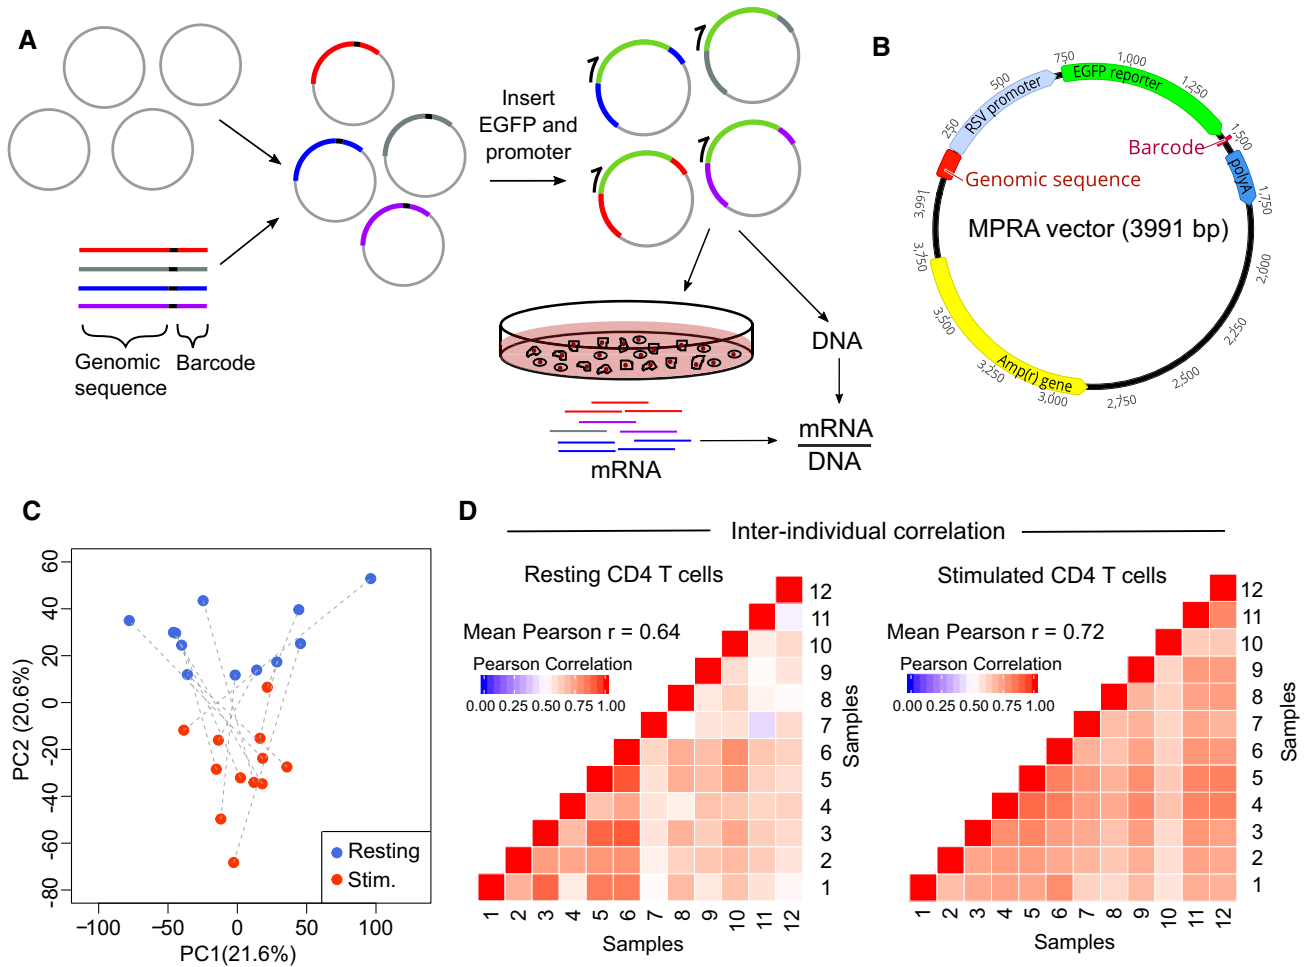 A
Insert
EGFP and
promoter
Genomic
sequence
Barcode
mRNA
DNA
mRNA
DNA
B
750
1,000
1,250
1,500
1,750
2,000
2,250
2,500
2,750
3,000
3,250
3,500
3,750
3,991
250
500
RSV promoter
EGFP reporter
Barcode
polyA
Genomic sequence
MPRA vector (3991 bp)
Amp(r) gene
C
PC2 (20.6%)
60
40
20
0
−20
−40
−60
−80
Resting
Stim.
−100
−50
0
50
100
PC1(21.6%)
D
Inter-individual correlation
Resting CD4 T cells
Mean Pearson r = 0.64
Pearson Correlation
0.00 0.25 0.50 0.75 1.00
12
11
10
9
8
7
6
5
4
3
2
1
Samples
1 2 3 4 5 6 7 8 9 10 11 12
Samples
Stimulated CD4 T cells
Mean Pearson r = 0.72
Pearson Correlation
0.00 0.25 0.50 0.75 1.00
12
11
10
9
8
7
6
5
4
3
2
1
Samples
1 2 3 4 5 6 7 8 9 10 11 12
Samples